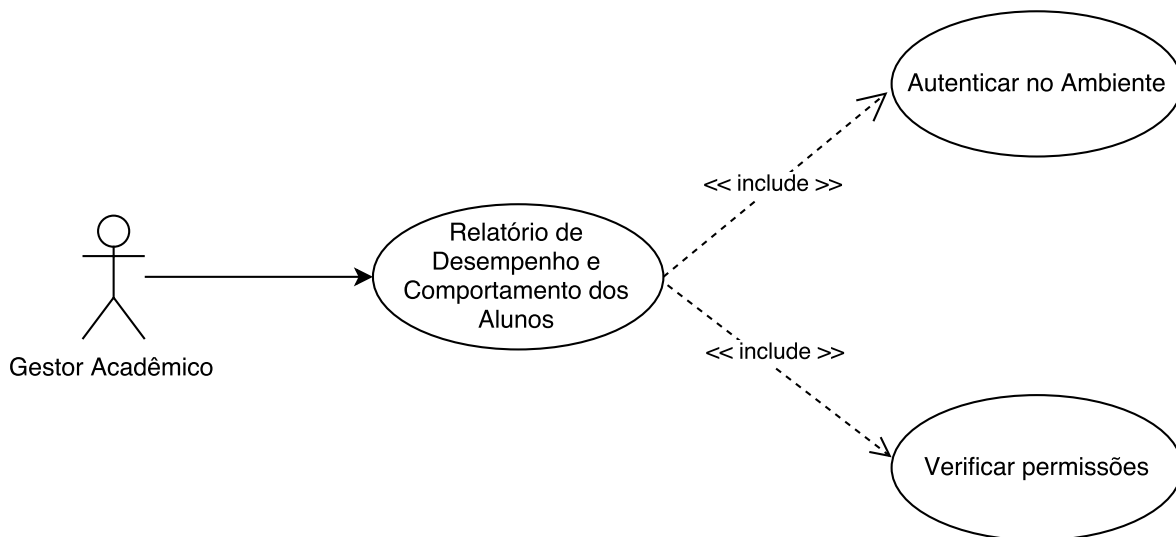 Autenticar no Ambiente
<< include >>
Relatório de
Desempenho e
Comportamento dos
Alunos
Gestor Acadêmico
<< include >>
Verificar permissões